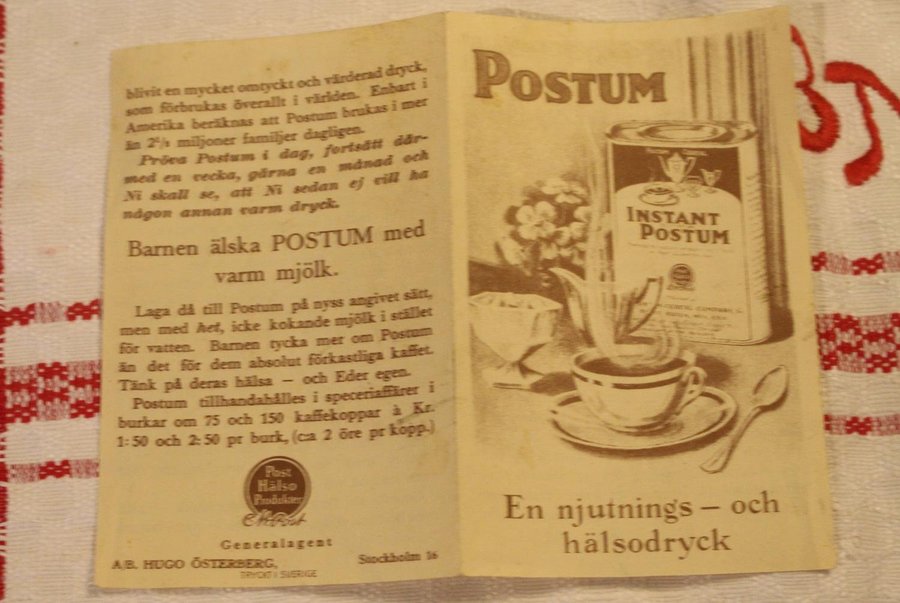 blivit en mycket omtyckt och värderad dryck,
som förbrukas överallt i världen. Enbart i
Amerika beräknas att Postum brukas i mer
än 2½ miljoner familjer dagligen.
Pröva Postum i dag, fortsätt där-
med en vecka, gärna en månad och
Ni skall se, att Ni sedan ej vill ha
någon annan varm dryck.
Barnen älska POSTUM med
varm mjölk.
Laga då till Postum på nyss angivet sätt,
men med het, icke kokande mjölk i stället
för vatten. Barnen tycka mer om Postum
än det för dem absolut förkastliga kaffet.
Tänk på deras hälsa – och Eder egen.
Postum tillhandahålles i speceriaffärer i
burkar om 75 och 150 kaffekoppar à Kr.
1:50 och 2:50 pr burk, (c:a 2 öre pr kopp.)
Post
Hälso
Produkter
C W Post
Generalagent
A/B. HUGO ÖSTERBERG, Stockholm 16
TRYCKT I SVERIGE
POSTUM
INSTANT
POSTUM
En njutnings – och
hälsodryck